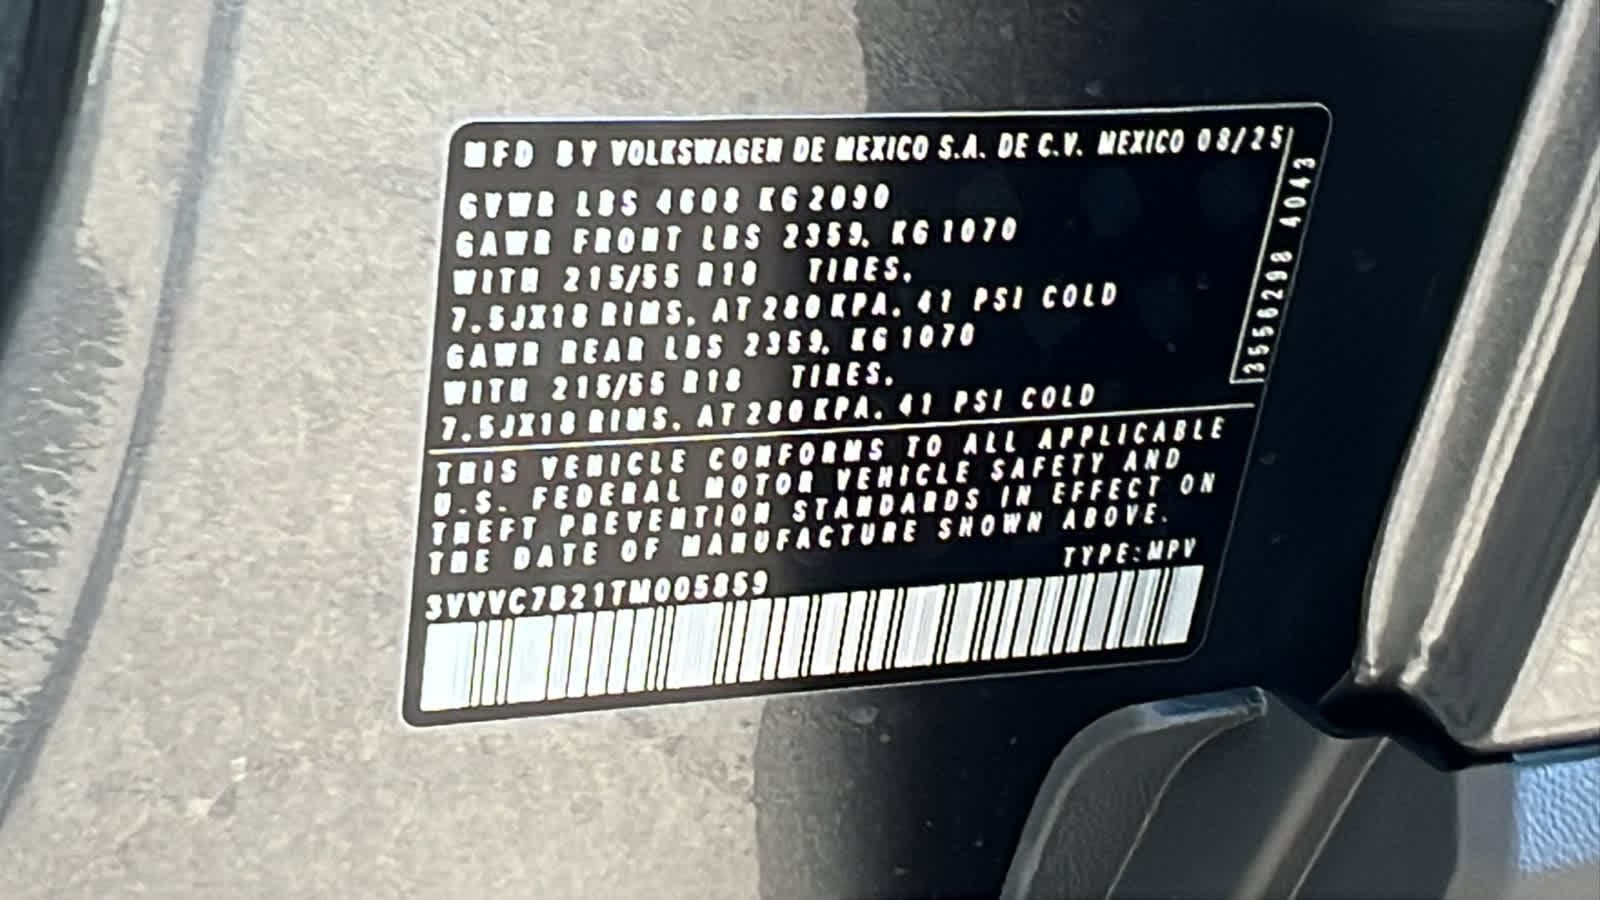 MFD BY VOLKSWAGEN DE MEXICO S.A. DE C.V. MEXICO 08/25
GVWR LBS 4608 KG 2090
GAWR FRONT LBS 2359, KG 1070
WITH 215/55 R18 TIRES,
7.5JX18 RIMS, AT 280 KPA. 41 PSI COLD
GAWR REAR LBS 2359, KG 1070
WITH 215/55 R18 TIRES,
7.5JX18 RIMS, AT 280 KPA. 41 PSI COLD
3556298 4043
THIS VEHICLE CONFORMS TO ALL APPLICABLE
U.S. FEDERAL MOTOR VEHICLE SAFETY AND
THEFT PREVENTION STANDARDS IN EFFECT ON
THE DATE OF MANUFACTURE SHOWN ABOVE.
TYPE:MPV
3VVVC7B21TM005859